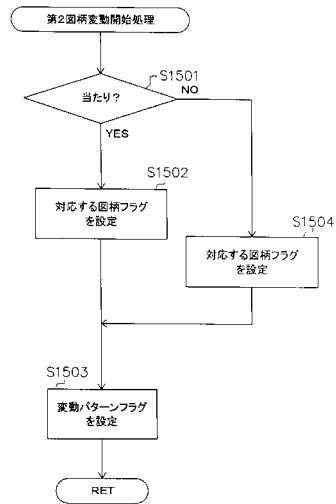 第2図柄変動開始処理
S1501
当たり?
NO
YES
S1502
対応する図柄フラグ
を設定
S1504
対応する図柄フラグ
を設定
S1503
変動パターンフラグ
を設定
RET